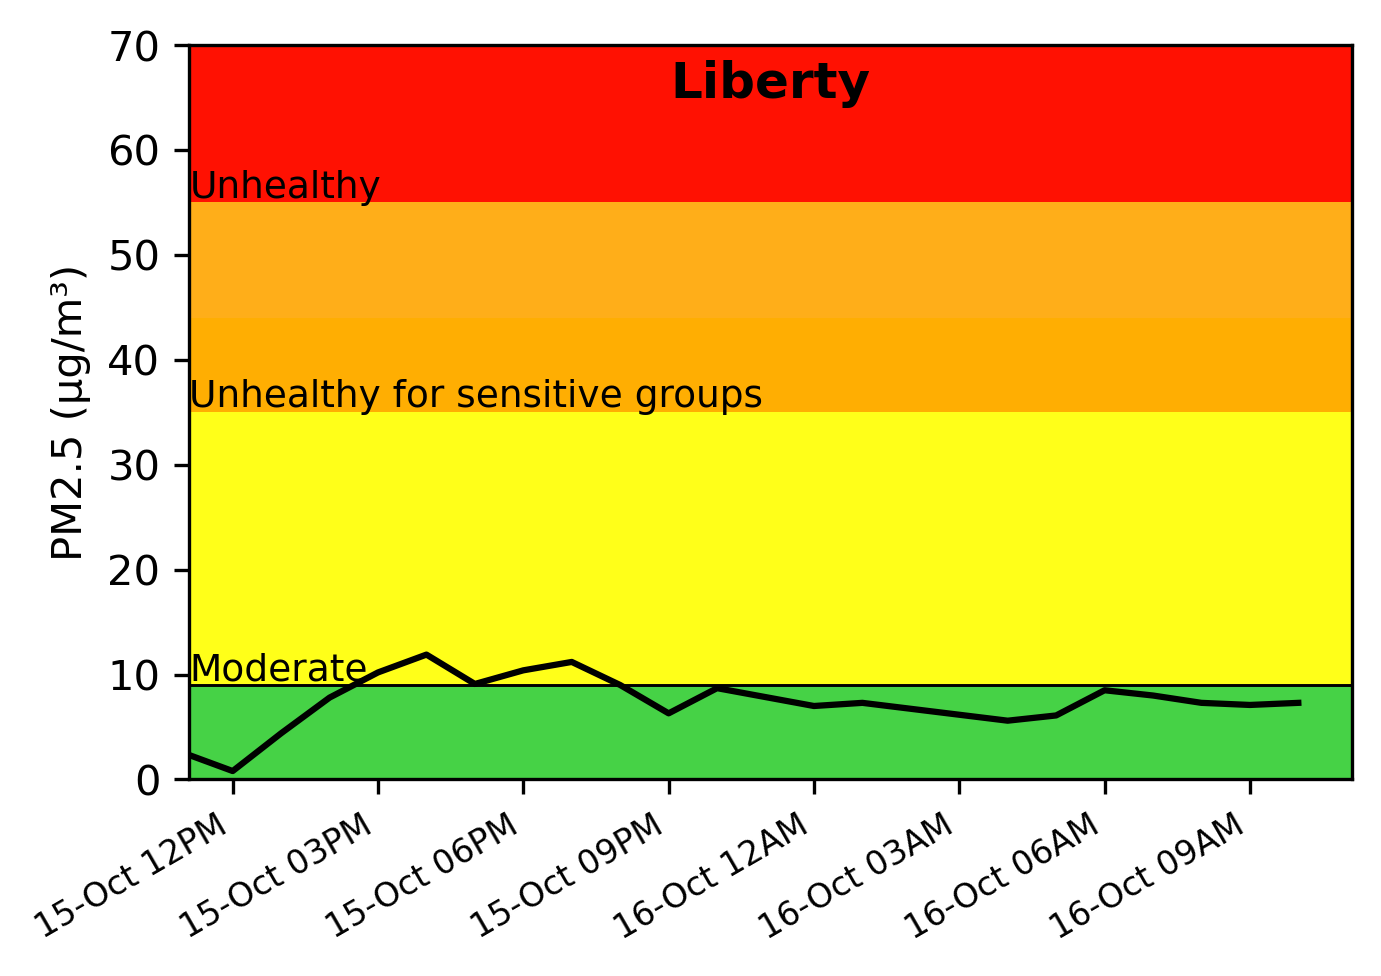 Liberty
PM2.5 (µg/m³)
70
60
50
40
30
20
10
0
Unhealthy
Unhealthy for sensitive groups
Moderate
15-Oct 12PM
15-Oct 03PM
15-Oct 06PM
15-Oct 09PM
16-Oct 12AM
16-Oct 03AM
16-Oct 06AM
16-Oct 09AM